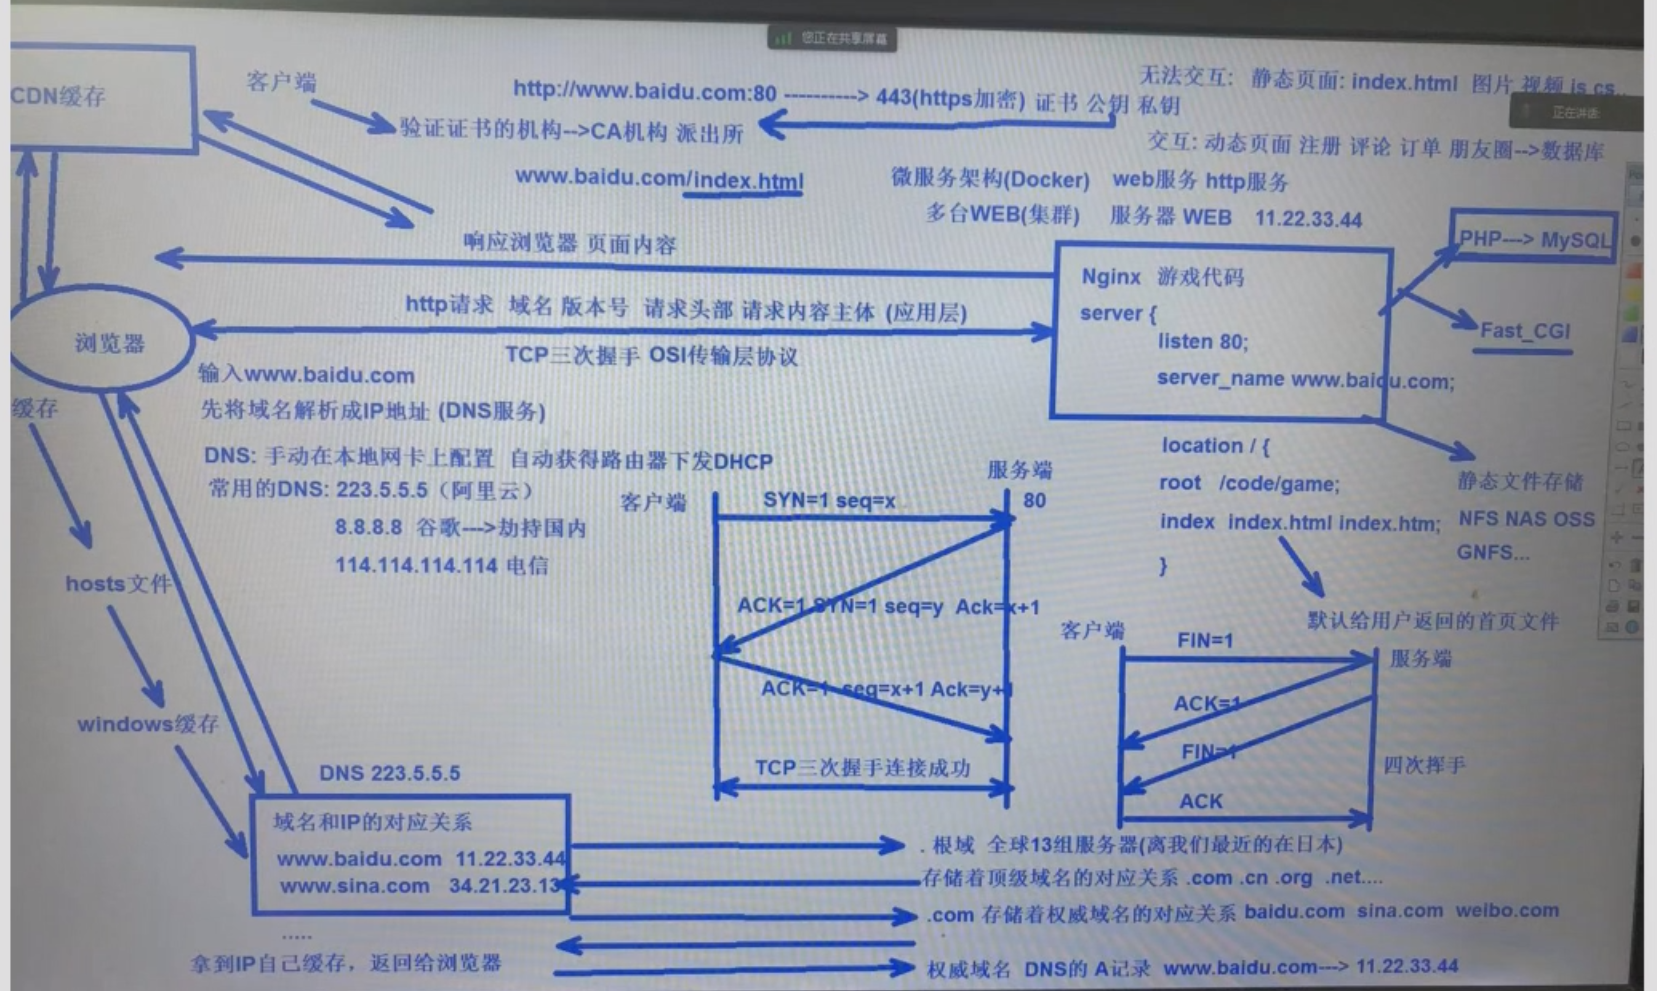 您正在共享屏幕
CDN缓存
客户端
http://www.baidu.com:80 ----------> 443(https加密) 证书 公钥 私钥
无法交互: 静态页面: index.html 图片 视频 js cs..
正在讲话:
验证证书的机构-->CA机构 派出所
交互: 动态页面 注册 评论 订单 朋友圈-->数据库
www.baidu.com/index.html
微服务架构(Docker) web服务 http服务
多台WEB(集群) 服务器 WEB 11.22.33.44
响应浏览器 页面内容
PHP---> MySQL
Nginx 游戏代码
http请求 域名 版本号 请求头部 请求内容主体 (应用层)
server {
Fast_CGI
浏览器
TCP三次握手 OSI传输层协议
listen 80;
输入www.baidu.com
server_name www.baidu.com;
缓存
先将域名解析成IP地址 (DNS服务)
DNS: 手动在本地网卡上配置 自动获得路由器下发DHCP
location / {
常用的DNS: 223.5.5.5（阿里云）
客户端
SYN=1 seq=x
服务端
80
root /code/game;
静态文件存储
8.8.8.8 谷歌--->劫持国内
index index.html index.htm;
NFS NAS OSS
114.114.114.114 电信
}
GNFS...
hosts文件
ACK=1 SYN=1 seq=y Ack=x+1
客户端
默认给用户返回的首页文件
FIN=1
服务端
ACK=1 seq=x+1 Ack=y+1
ACK=1
windows缓存
FIN=1
DNS 223.5.5.5
TCP三次握手连接成功
四次挥手
ACK
域名和IP的对应关系
. 根域 全球13组服务器(离我们最近的在日本)
www.baidu.com 11.22.33.44
存储着顶级域名的对应关系 .com .cn .org .net....
www.sina.com 34.21.23.13
.com 存储着权威域名的对应关系 baidu.com sina.com weibo.com
.....
拿到IP自己缓存，返回给浏览器
权威域名 DNS的 A记录 www.baidu.com---> 11.22.33.44